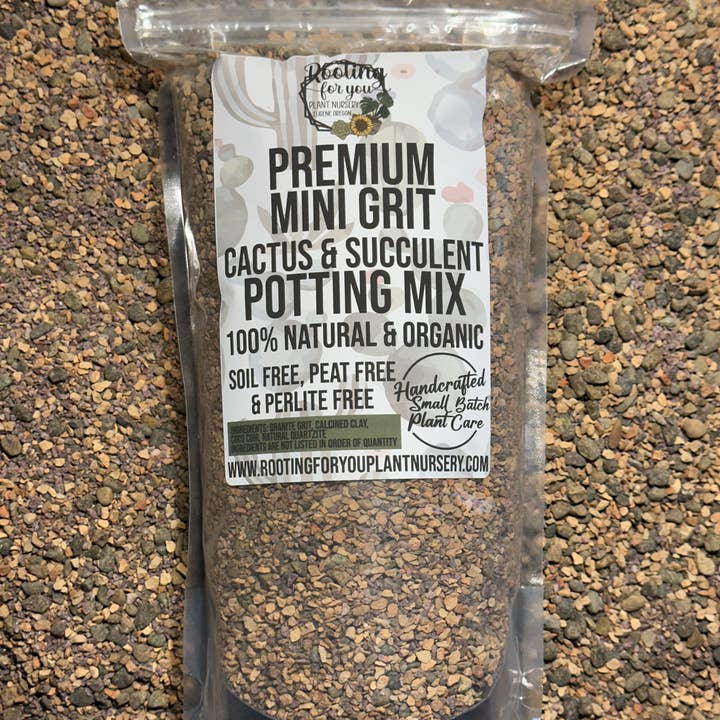 Rooting
for you
PLANT NURSERY
EUGENE OREGON
PREMIUM
MINI GRIT
CACTUS & SUCCULENT
POTTING MIX
100% NATURAL & ORGANIC
SOIL FREE, PEAT FREE
& PERLITE FREE
Handcrafted
Small Batch
Plant Care
INGREDIENTS: GRANITE GRIT, CALCINED CLAY,
COCO COIR, NATURAL QUARTZITE
INGREDIENTS ARE NOT LISTED IN ORDER OF QUANTITY
WWW.ROOTINGFORYOUPLANTNURSERY.COM